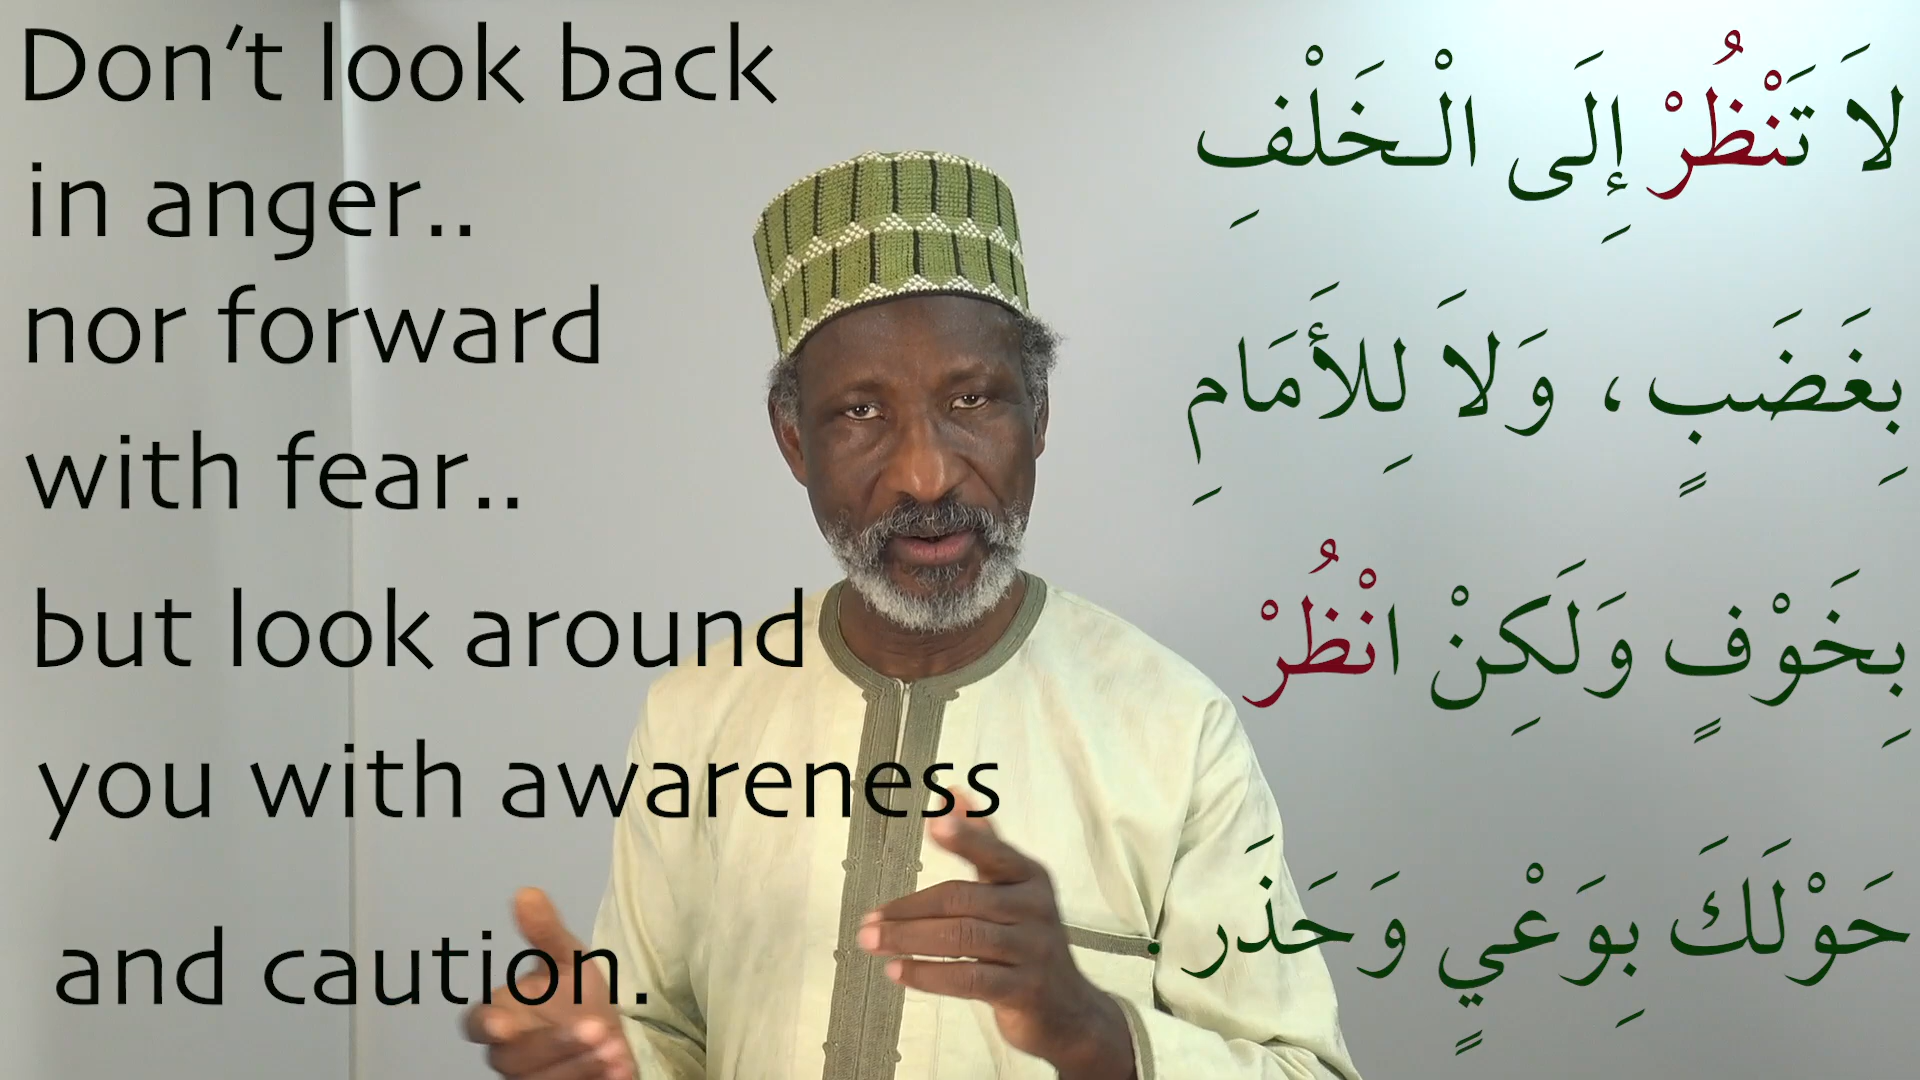 Don't look back
in anger..
nor forward
with fear..
but look around
you with awareness
and caution.
لاَ تَنْظُرْ إِلَى الْـخَلْفِ
بِغَضَبٍ، وَلاَ لِلأَمَامِ
بِخَوْفٍ وَلَكِنْ انْظُرْ
حَوْلَكَ بِوَعْيٍ وَحَذَر .